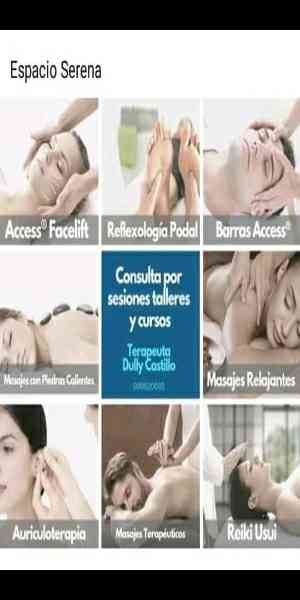 Espacio Serena
Access® Facelift
Reflexología Podal
Barras Access®
Consulta por
sesiones talleres
y cursos
Terapeuta
Dully Castillo
Masajes con Piedras Calientes
Masajes Relajantes
Auriculoterapia
Masajes Terapéuticos
Reiki Usui